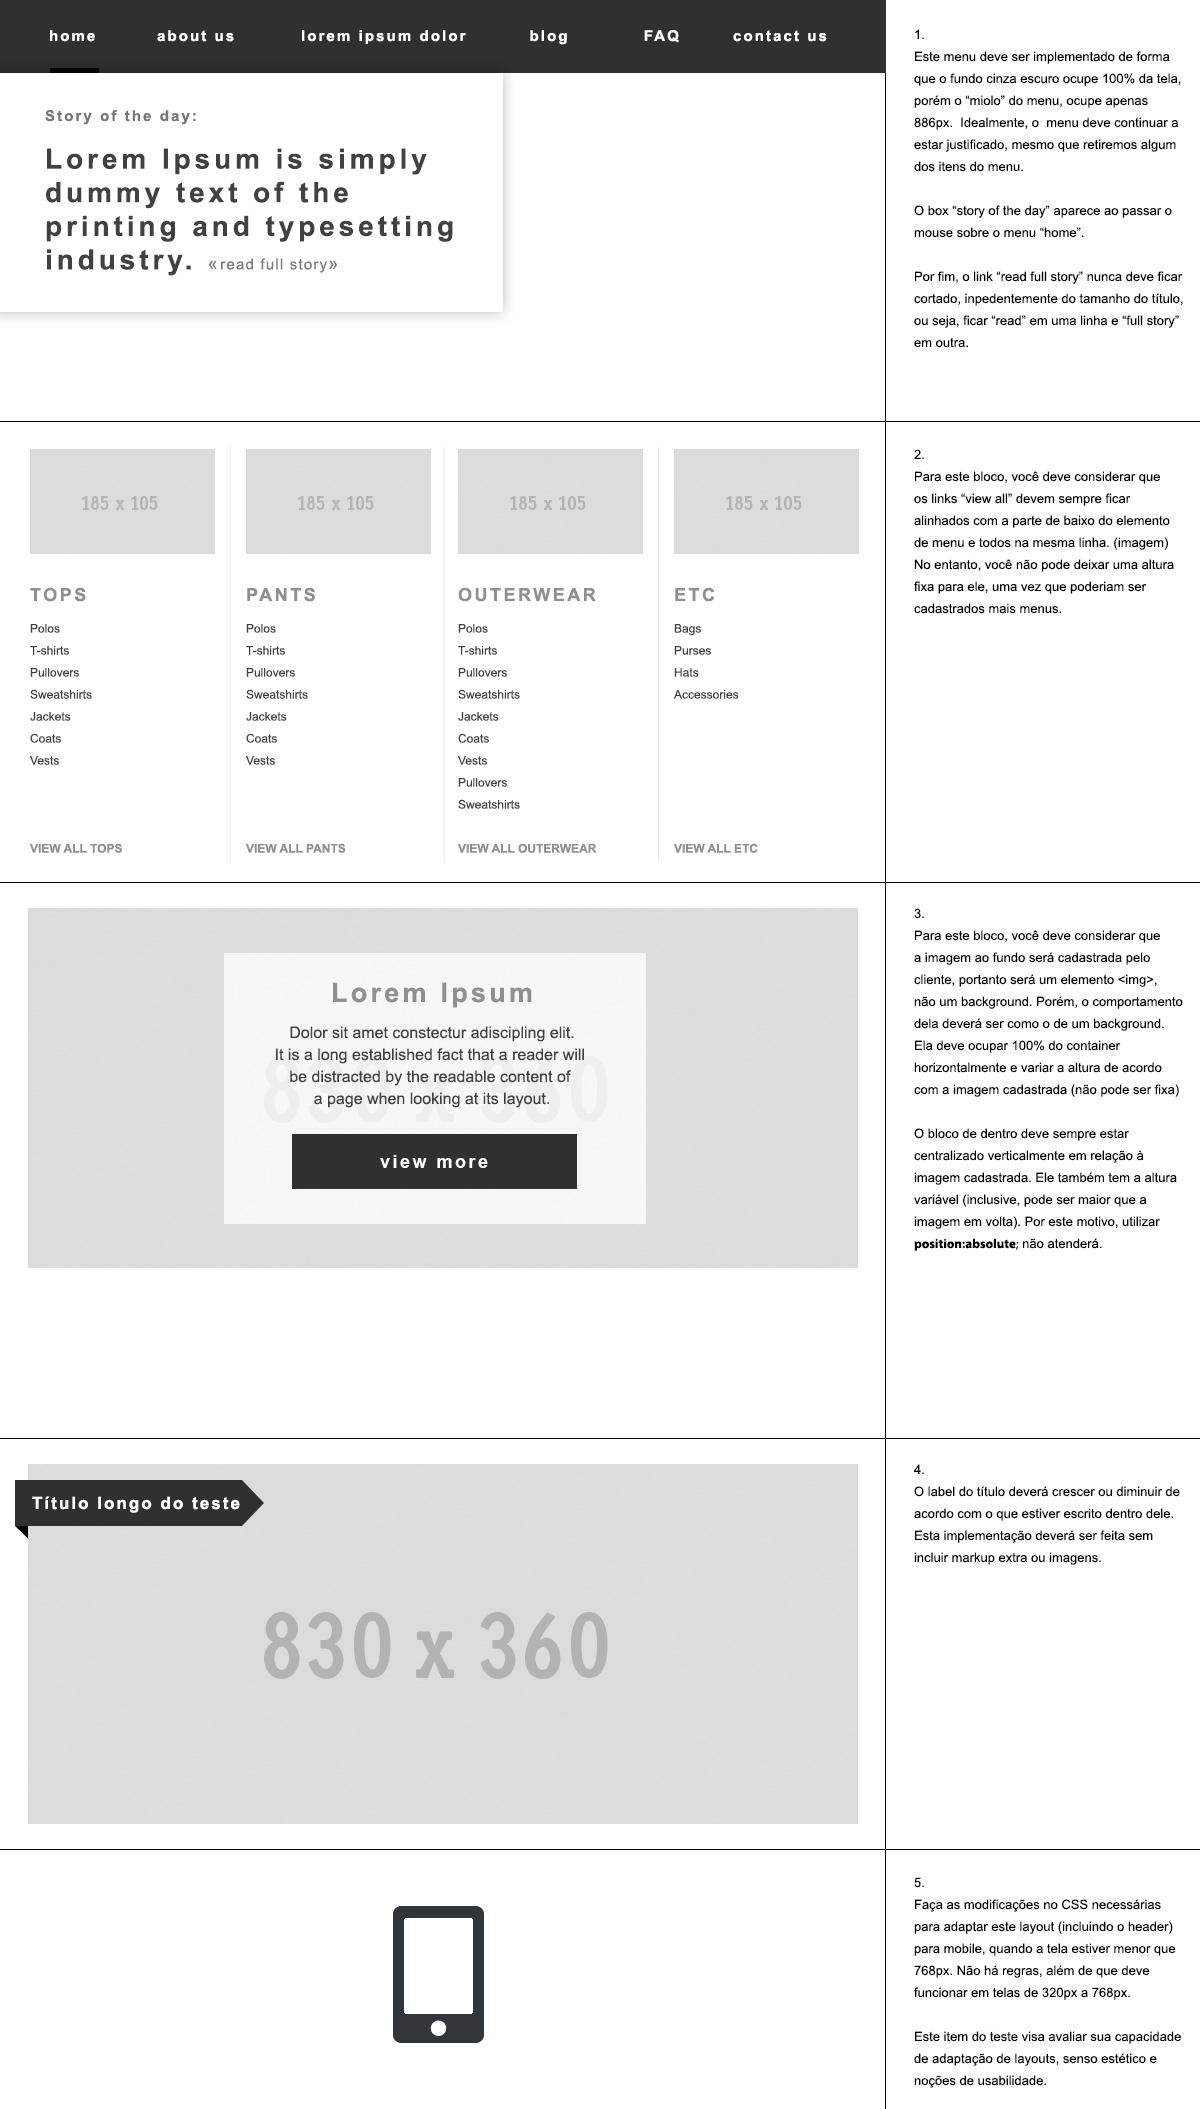 home about us lorem ipsum dolor blog FAQ contact us
Story of the day:
Lorem Ipsum is simply
dummy text of the
printing and typesetting
industry. «read full story»
1.
Este menu deve ser implementado de forma
que o fundo cinza escuro ocupe 100% da tela,
porém o “miolo” do menu, ocupe apenas
886px. Idealmente, o menu deve continuar a
estar justificado, mesmo que retiremos algum
dos itens do menu.
O box “story of the day” aparece ao passar o
mouse sobre o menu “home”.
Por fim, o link “read full story” nunca deve ficar
cortado, inpedentemente do tamanho do título,
ou seja, ficar “read” em uma linha e “full story”
em outra.
185 x 105
TOPS
Polos
T-shirts
Pullovers
Sweatshirts
Jackets
Coats
Vests
VIEW ALL TOPS
185 x 105
PANTS
Polos
T-shirts
Pullovers
Sweatshirts
Jackets
Coats
Vests
VIEW ALL PANTS
185 x 105
OUTERWEAR
Polos
T-shirts
Pullovers
Sweatshirts
Jackets
Coats
Vests
Pullovers
Sweatshirts
VIEW ALL OUTERWEAR
185 x 105
ETC
Bags
Purses
Hats
Accessories
VIEW ALL ETC
2.
Para este bloco, você deve considerar que
os links “view all” devem sempre ficar
alinhados com a parte de baixo do elemento
de menu e todos na mesma linha. (imagem)
No entanto, você não pode deixar uma altura
fixa para ele, uma vez que poderiam ser
cadastrados mais menus.
Lorem Ipsum
Dolor sit amet constectur adiscipling elit.
It is a long established fact that a reader will
be distracted by the readable content of
a page when looking at its layout.
830 x 360
view more
3.
Para este bloco, você deve considerar que
a imagem ao fundo será cadastrada pelo
cliente, portanto será um elemento <img>,
não um background. Porém, o comportamento
dela deverá ser como o de um background.
Ela deve ocupar 100% do container
horizontalmente e variar a altura de acordo
com a imagem cadastrada (não pode ser fixa)
O bloco de dentro deve sempre estar
centralizado verticalmente em relação à
imagem cadastrada. Ele também tem a altura
variável (inclusive, pode ser maior que a
imagem em volta). Por este motivo, utilizar
position:absolute; não atenderá.
Título longo do teste
830 x 360
4.
O label do título deverá crescer ou diminuir de
acordo com o que estiver escrito dentro dele.
Esta implementação deverá ser feita sem
incluir markup extra ou imagens.
5.
Faça as modificações no CSS necessárias
para adaptar este layout (incluindo o header)
para mobile, quando a tela estiver menor que
768px. Não há regras, além de que deve
funcionar em telas de 320px a 768px.
Este item do teste visa avaliar sua capacidade
de adaptação de layouts, senso estético e
noções de usabilidade.